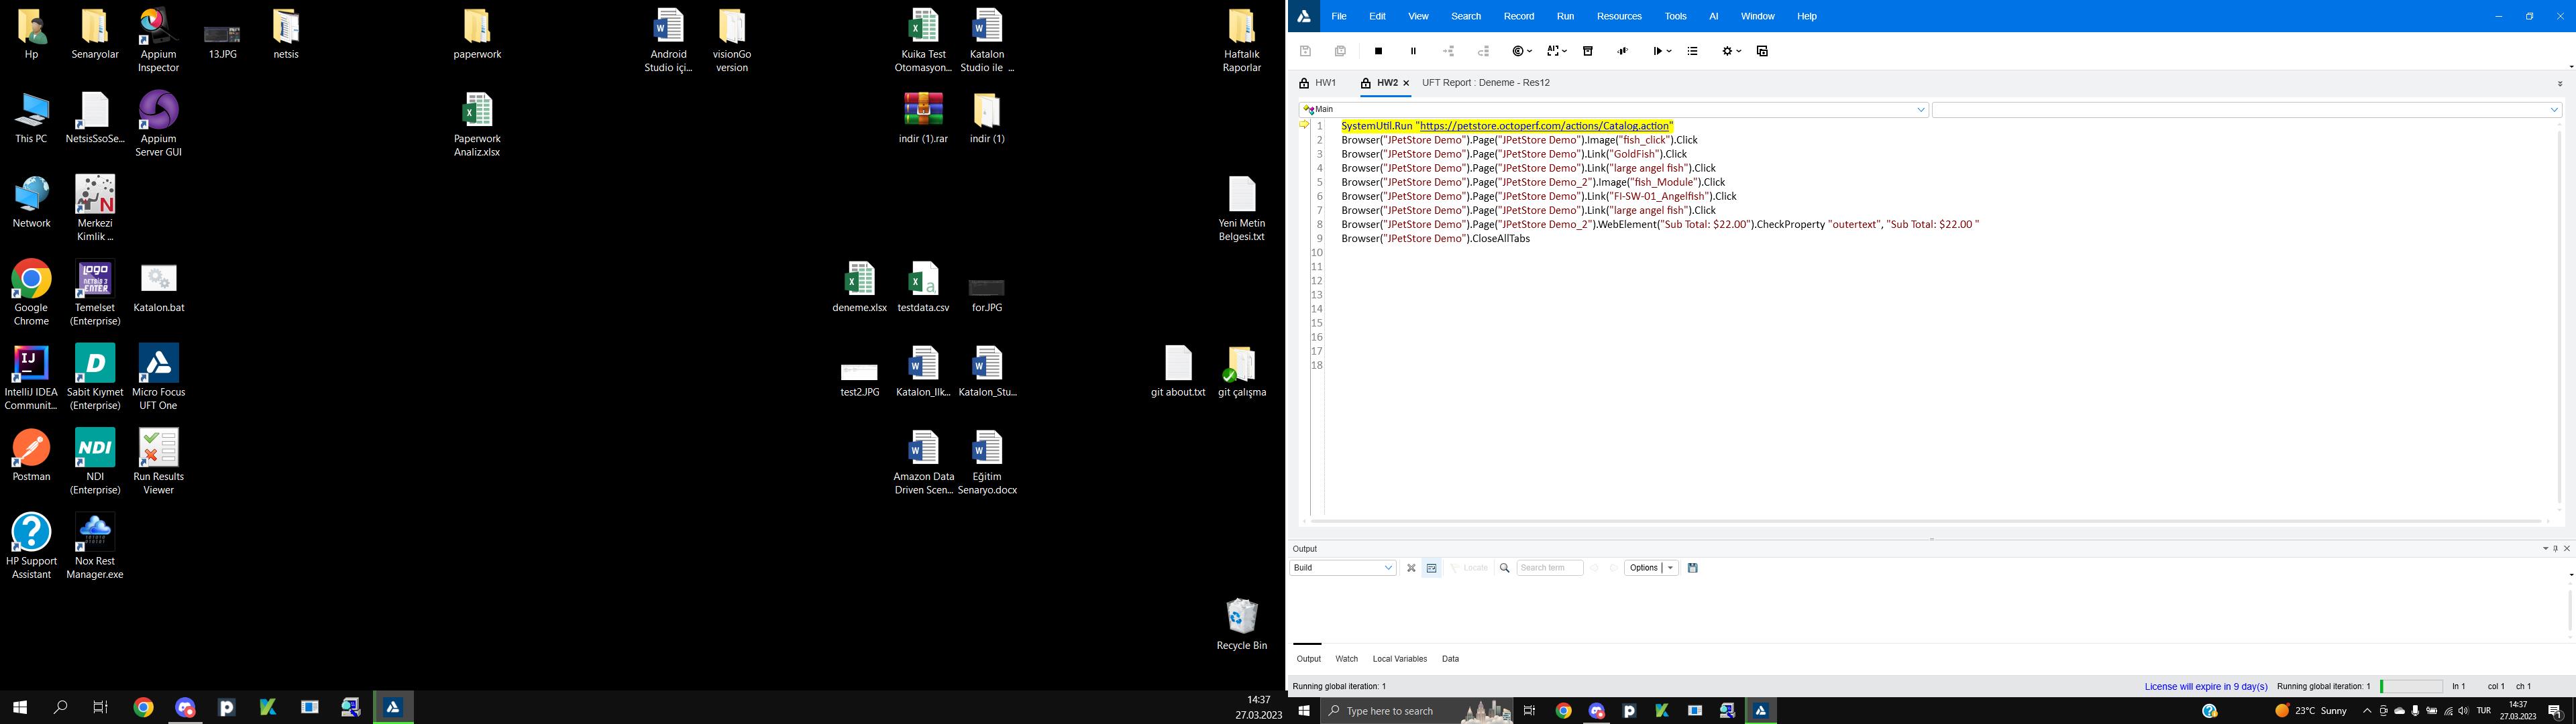 Hp
Senaryolar
Appium
Inspector
13.JPG
netsis
paperwork
Android
Studio içi...
visionGo
version
Kuika Test
Otomasyon...
Katalon
Studio ile ...
Haftalık
Raporlar
This PC
NetsisSsoSe...
Appium
Server GUI
Paperwork
Analiz.xlsx
indir (1).rar
indir (1)
Network
Merkezi
Kimlik ...
Yeni Metin
Belgesi.txt
Google
Chrome
Temelset
(Enterprise)
Katalon.bat
deneme.xlsx
testdata.csv
for.JPG
IntelliJ IDEA
Communit...
Sabit Kıymet
(Enterprise)
Micro Focus
UFT One
test2.JPG
Katalon_Ilk...
Katalon_Stu...
git about.txt
git çalışma
Postman
NDI
(Enterprise)
Run Results
Viewer
Amazon Data
Driven Scen...
Eğitim
Senaryo.docx
HP Support
Assistant
Nox Rest
Manager.exe
Recycle Bin
14:37
27.03.2023
File Edit View Search Record Run Resources Tools AI Window Help
HW1 HW2 UFT Report : Deneme - Res12
Main
1 SystemUtil.Run "https://petstore.octoperf.com/actions/Catalog.action"
2 Browser("JPetStore Demo").Page("JPetStore Demo").Image("fish_click").Click
3 Browser("JPetStore Demo").Page("JPetStore Demo").Link("GoldFish").Click
4 Browser("JPetStore Demo").Page("JPetStore Demo").Link("large angel fish").Click
5 Browser("JPetStore Demo").Page("JPetStore Demo_2").Image("fish_Module").Click
6 Browser("JPetStore Demo").Page("JPetStore Demo").Link("FI-SW-01_Angelfish").Click
7 Browser("JPetStore Demo").Page("JPetStore Demo").Link("large angel fish").Click
8 Browser("JPetStore Demo").Page("JPetStore Demo_2").WebElement("Sub Total: $22.00").CheckProperty "outertext", "Sub Total: $22.00 "
9 Browser("JPetStore Demo").CloseAllTabs
10
11
12
13
14
15
16
17
18
Output
Build Locate Search term Options
Output Watch Local Variables Data
Running global iteration: 1 License will expire in 9 day(s) Running global iteration: 1 ln 1 col 1 ch 1
Type here to search 23°C Sunny TUR
14:37
27.03.2023